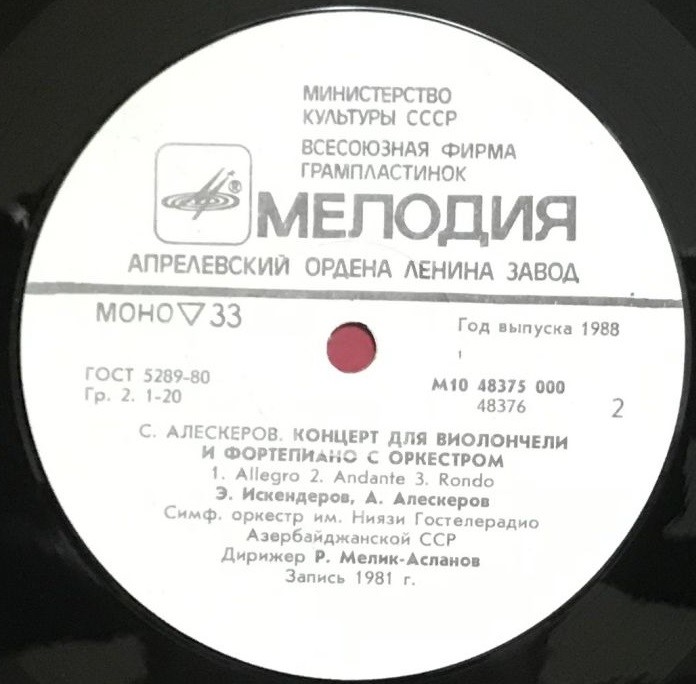 МИНИСТЕРСТВО
КУЛЬТУРЫ СССР
ВСЕСОЮЗНАЯ ФИРМА
ГРАМПЛАСТИНОК
®
МЕЛОДИЯ
АПРЕЛЕВСКИЙ ОРДЕНА ЛЕНИНА ЗАВОД
МОНО ▽ 33
Год выпуска 1988
ГОСТ 5289-80
Гр. 2. 1-20
М10 48375 000
48376
2
С. АЛЕСКЕРОВ. КОНЦЕРТ ДЛЯ ВИОЛОНЧЕЛИ
И ФОРТЕПИАНО С ОРКЕСТРОМ
1. Allegro 2. Andante 3. Rondo
Э. Искендеров, А. Алескеров
Симф. оркестр им. Ниязи Гостелерадио
Азербайджанской ССР
Дирижер Р. Мелик-Асланов
Запись 1981 г.